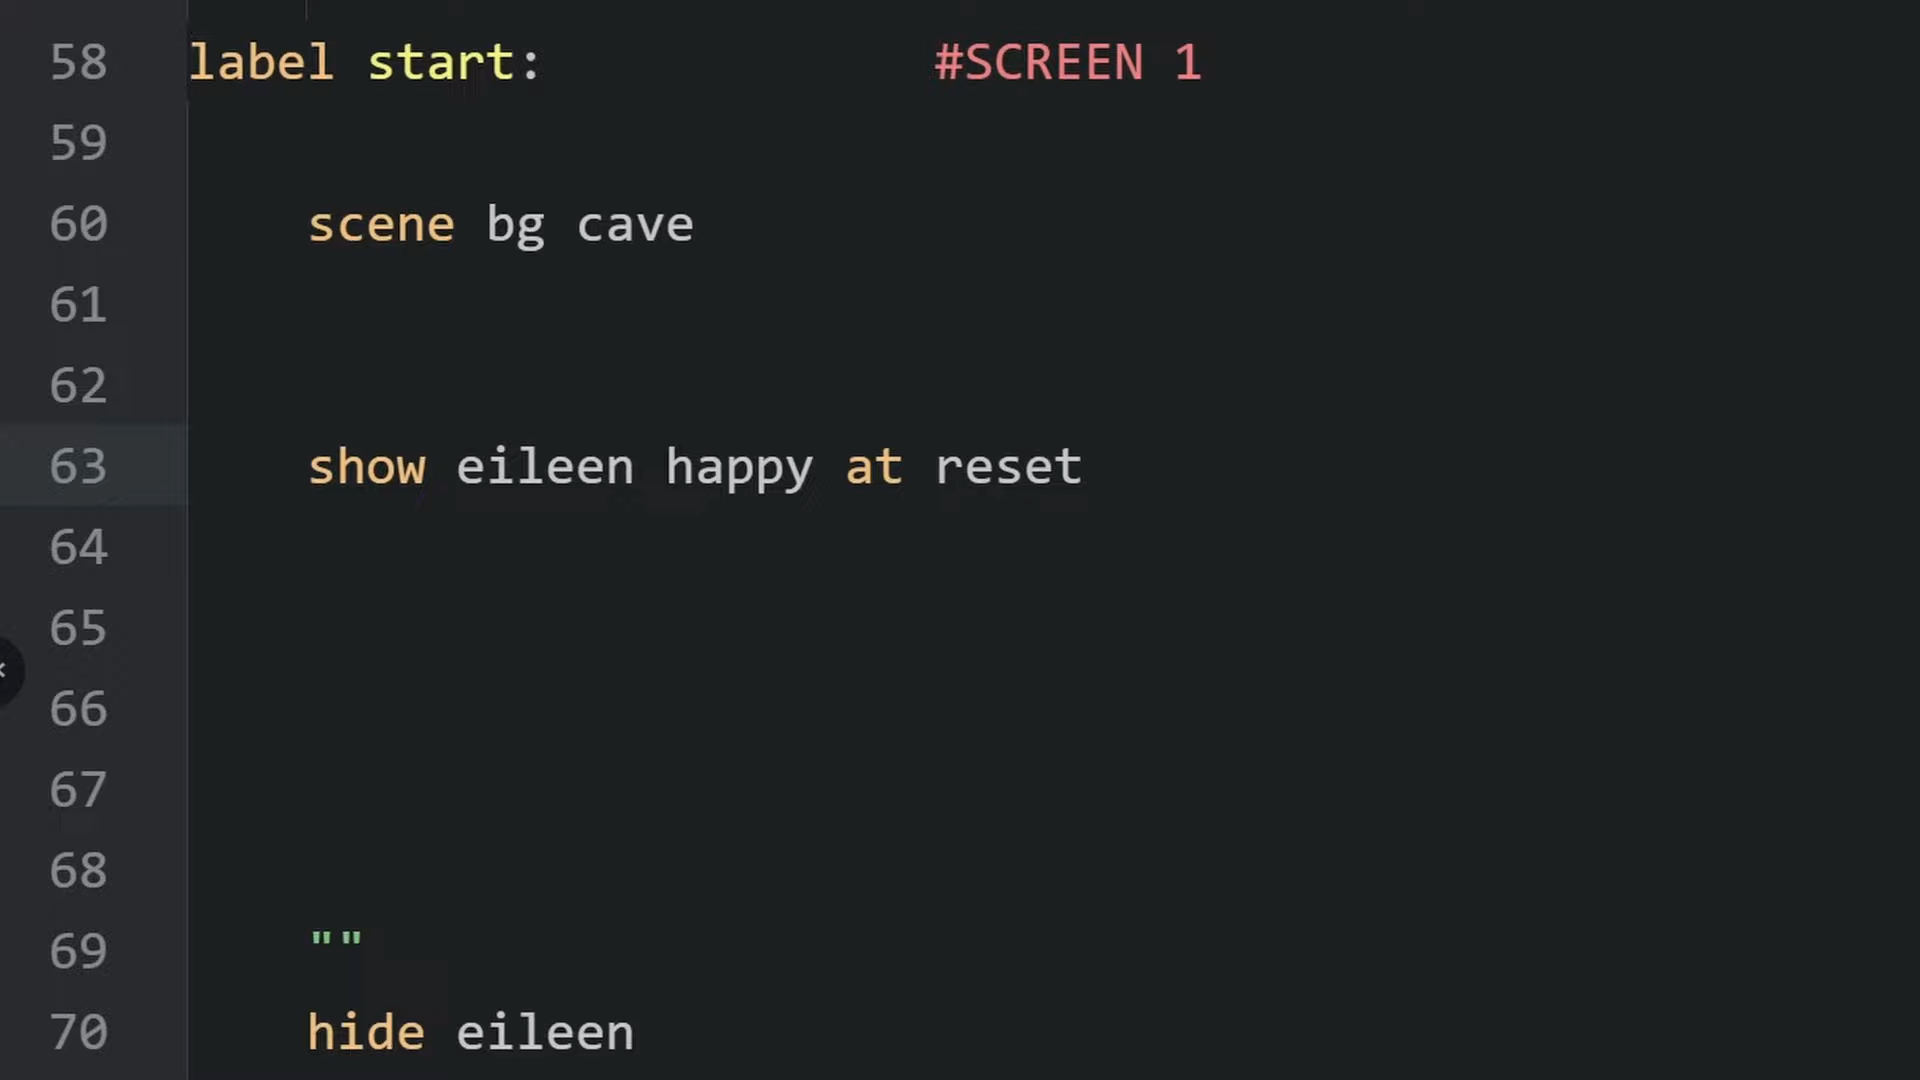 58 label start: #SCREEN 1
59
60 scene bg cave
61
62
63 show eileen happy at reset
64
65
66
67
68
69 ""
70 hide eileen